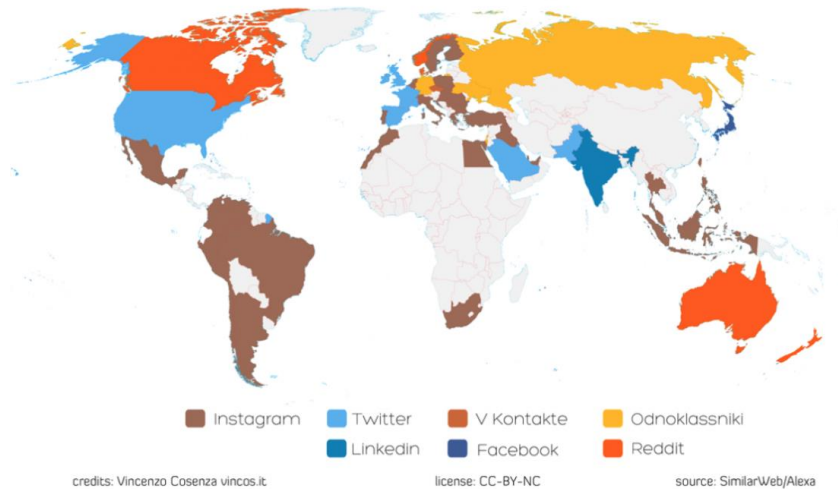 Instagram Twitter V Kontakte Odnoklassniki
Linkedin Facebook Reddit
credits: Vincenzo Cosenza vincos.it license: CC-BY-NC source: SimilarWeb/Alexa